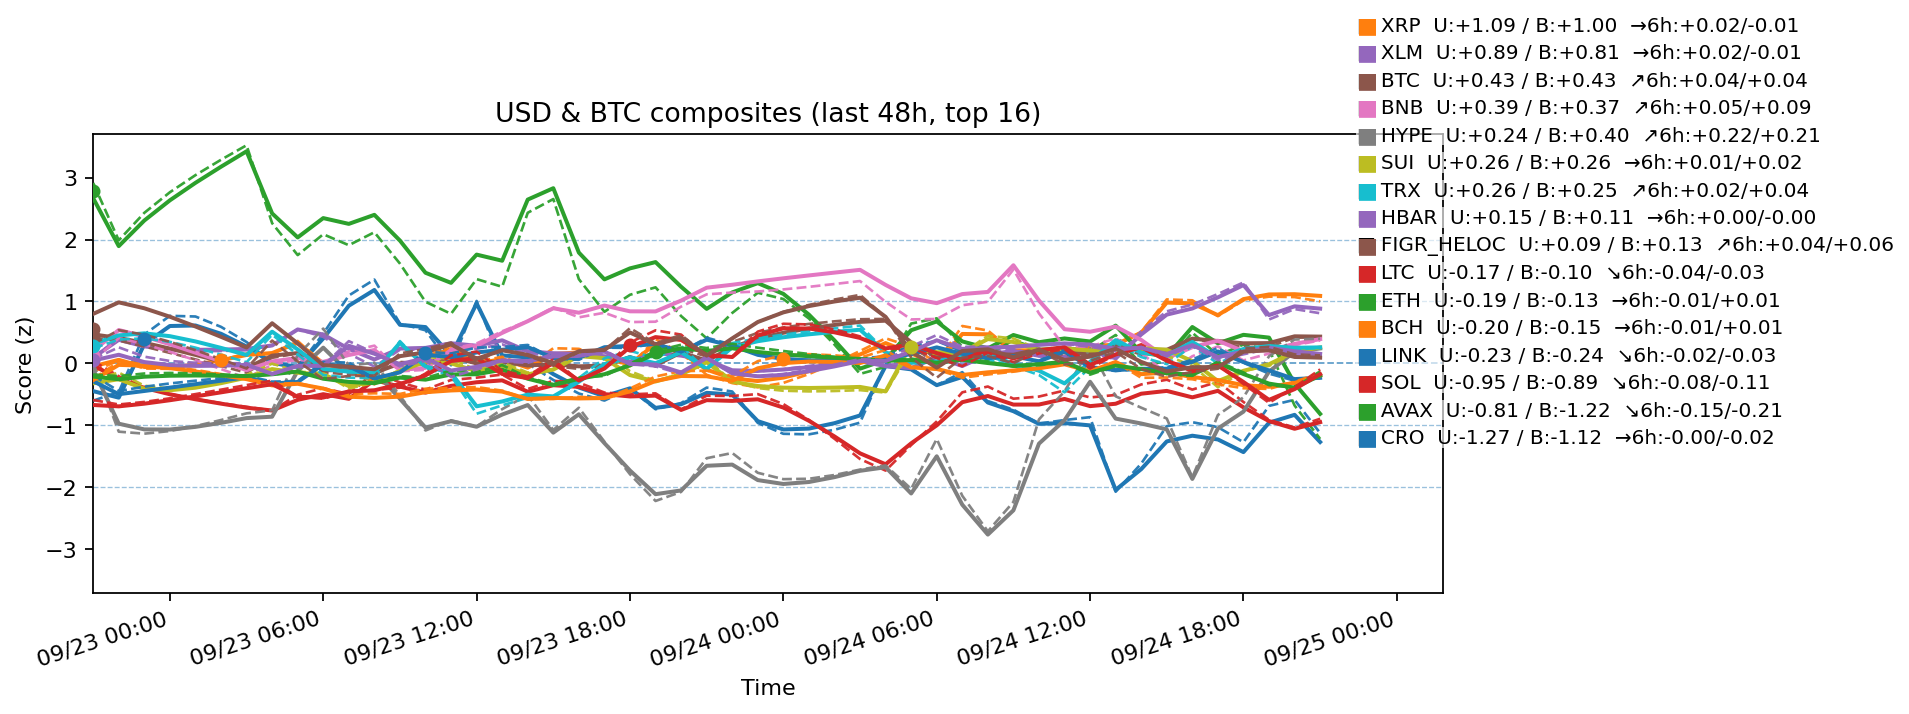 XRP U:+1.09 / B:+1.00 →6h:+0.02/-0.01
XLM U:+0.89 / B:+0.81 →6h:+0.02/-0.01
BTC U:+0.43 / B:+0.43 ↗6h:+0.04/+0.04
BNB U:+0.39 / B:+0.37 ↗6h:+0.05/+0.09
HYPE U:+0.24 / B:+0.40 ↗6h:+0.22/+0.21
SUI U:+0.26 / B:+0.26 →6h:+0.01/+0.02
TRX U:+0.26 / B:+0.25 ↗6h:+0.02/+0.04
HBAR U:+0.15 / B:+0.11 →6h:+0.00/-0.00
FIGR_HELOC U:+0.09 / B:+0.13 ↗6h:+0.04/+0.06
LTC U:-0.17 / B:-0.10 ↘6h:-0.04/-0.03
ETH U:-0.19 / B:-0.13 →6h:-0.01/+0.01
BCH U:-0.20 / B:-0.15 →6h:-0.01/+0.01
LINK U:-0.23 / B:-0.24 ↘6h:-0.02/-0.03
SOL U:-0.95 / B:-0.89 ↘6h:-0.08/-0.11
AVAX U:-0.81 / B:-1.22 ↘6h:-0.15/-0.21
CRO U:-1.27 / B:-1.12 →6h:-0.00/-0.02
USD & BTC composites (last 48h, top 16)
Score (z)
3
2
1
0
−1
−2
−3
09/23 00:00
09/23 06:00
09/23 12:00
09/23 18:00
09/24 00:00
09/24 06:00
09/24 12:00
09/24 18:00
09/25 00:00
Time